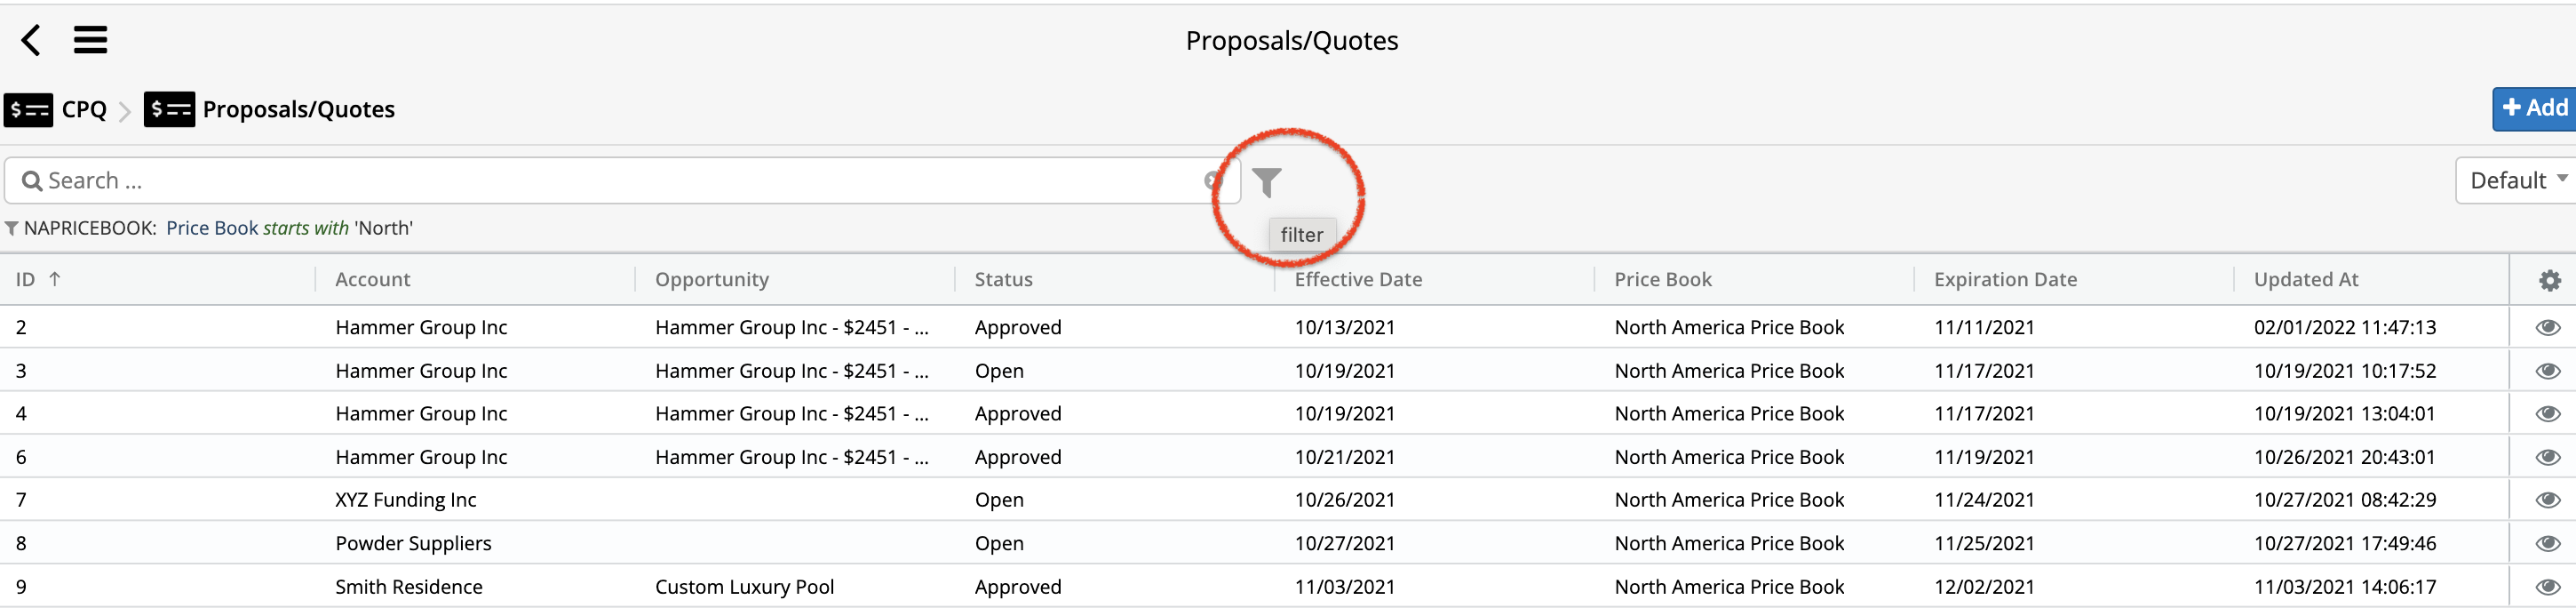 Proposals/Quotes
CPQ Proposals/Quotes + Add
Search ... Default
filter
NAPRICEBOOK: Price Book starts with 'North'
ID ↑ Account Opportunity Status Effective Date Price Book Expiration Date Updated At
2 Hammer Group Inc Hammer Group Inc - $2451 - ... Approved 10/13/2021 North America Price Book 11/11/2021 02/01/2022 11:47:13
3 Hammer Group Inc Hammer Group Inc - $2451 - ... Open 10/19/2021 North America Price Book 11/17/2021 10/19/2021 10:17:52
4 Hammer Group Inc Hammer Group Inc - $2451 - ... Approved 10/19/2021 North America Price Book 11/17/2021 10/19/2021 13:04:01
6 Hammer Group Inc Hammer Group Inc - $2451 - ... Approved 10/21/2021 North America Price Book 11/19/2021 10/26/2021 20:43:01
7 XYZ Funding Inc Open 10/26/2021 North America Price Book 11/24/2021 10/27/2021 08:42:29
8 Powder Suppliers Open 10/27/2021 North America Price Book 11/25/2021 10/27/2021 17:49:46
9 Smith Residence Custom Luxury Pool Approved 11/03/2021 North America Price Book 12/02/2021 11/03/2021 14:06:17